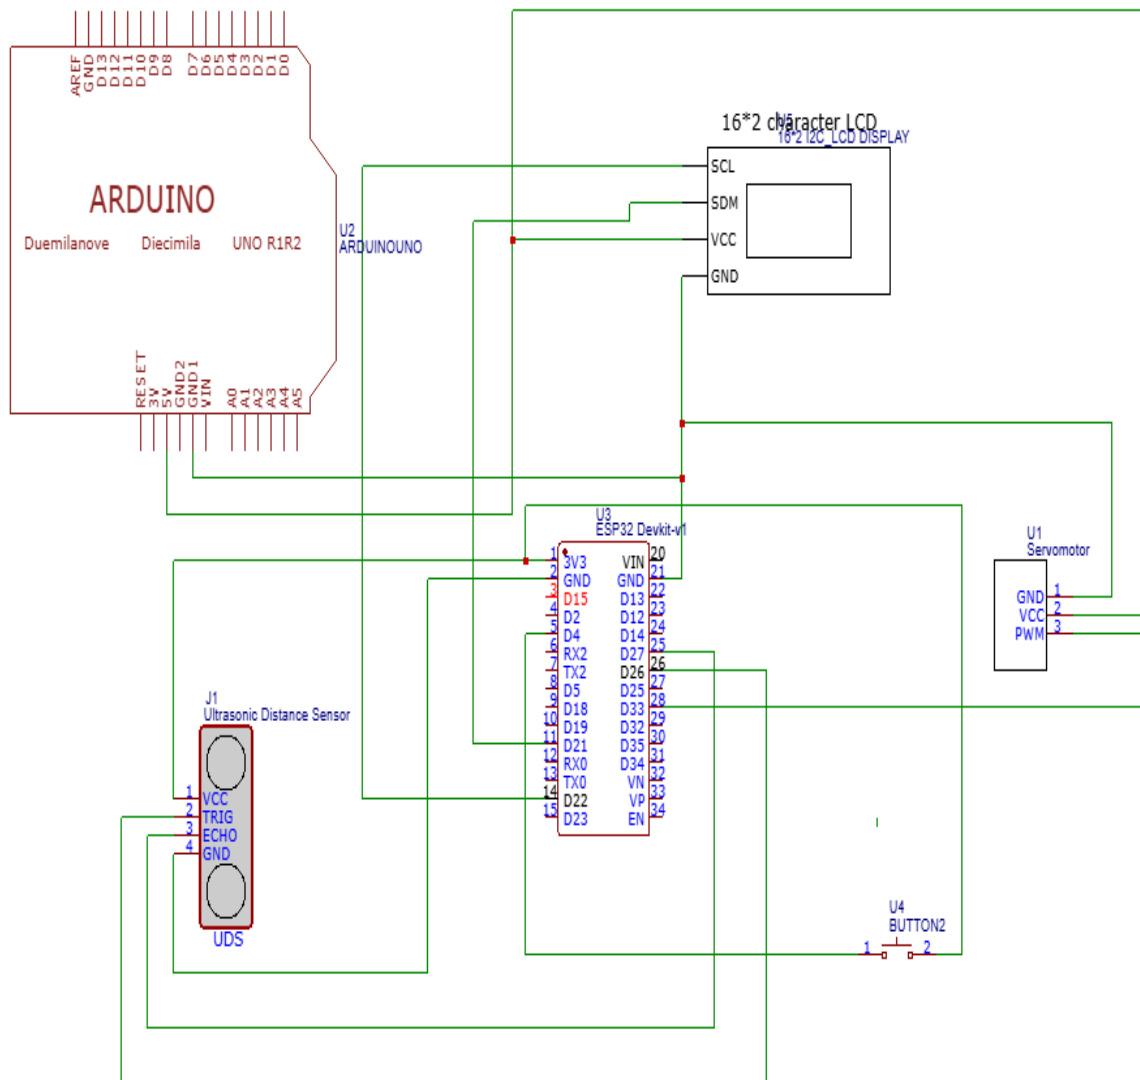 AREF
GND
D13
D12
D11
D10
D9
D8
D7
D6
D5
D4
D3
D2
D1
D0
ARDUINO
Duemilanove Diecimila UNO R1R2
U2
ARDUINOUNO
RESET
3V
5V
GND2
GND1
VIN
A0
A1
A2
A3
A4
A5
16*2 character LCD
U5
16*2 I2C_LCD DISPLAY
SCL
SDM
VCC
GND
U3
ESP32 Devkit-v1
1 3V3 VIN 20
2 GND GND 21
3 D15 D13 22
4 D2 D12 23
5 D4 D14 24
6 RX2 D27 25
7 TX2 D26 26
8 D5 D25 27
9 D18 D33 28
10 D19 D32 29
11 D21 D35 30
12 RX0 D34 31
13 TX0 VN 32
14 D22 VP 33
15 D23 EN 34
U1
Servomotor
GND 1
VCC 2
PWM 3
J1
Ultrasonic Distance Sensor
1 VCC
2 TRIG
3 ECHO
4 GND
UDS
U4
BUTTON2
1 2